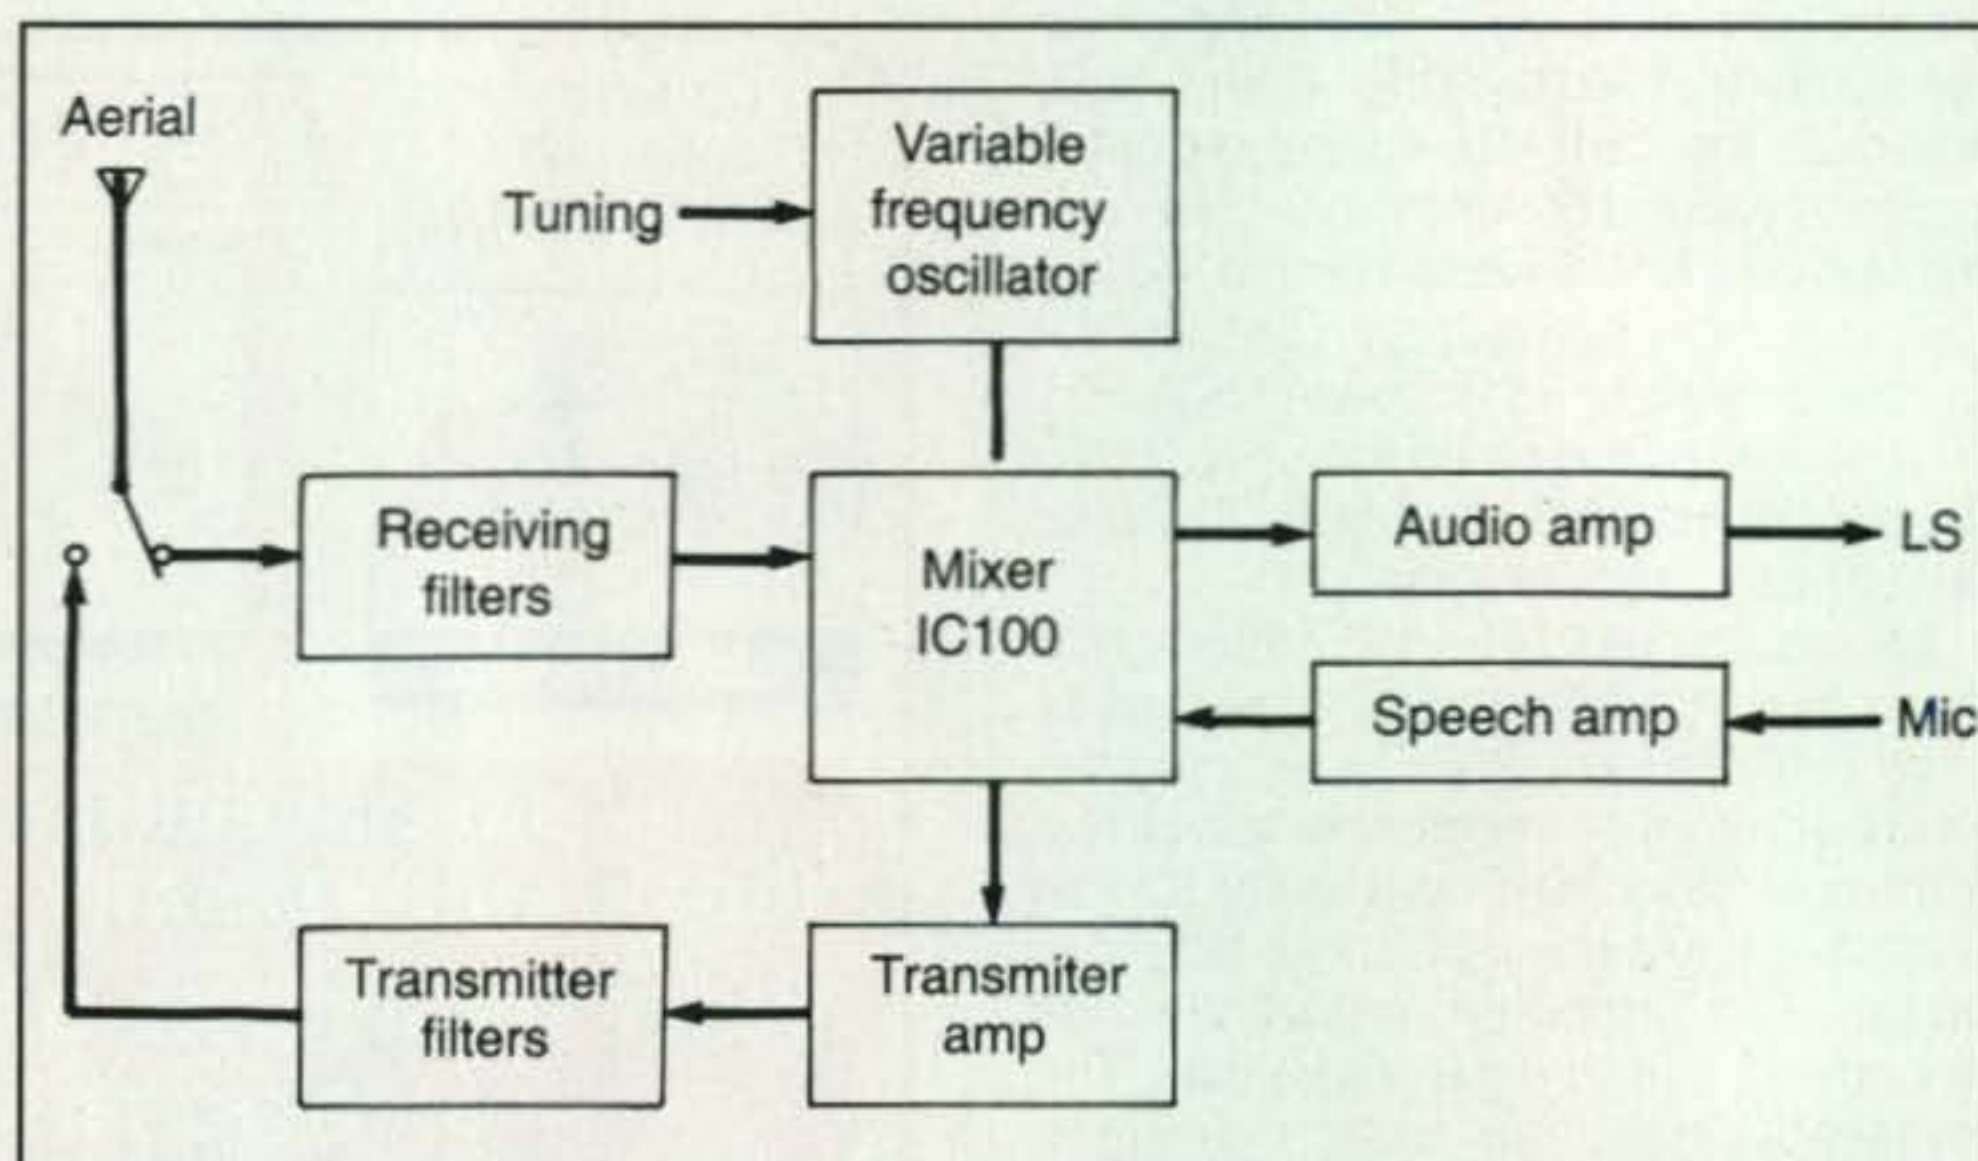 Aerial
Tuning
Variable
frequency
oscillator
Receiving
filters
Mixer
IC100
Audio amp
LS
Speech amp
Mic
Transmitter
filters
Transmiter
amp